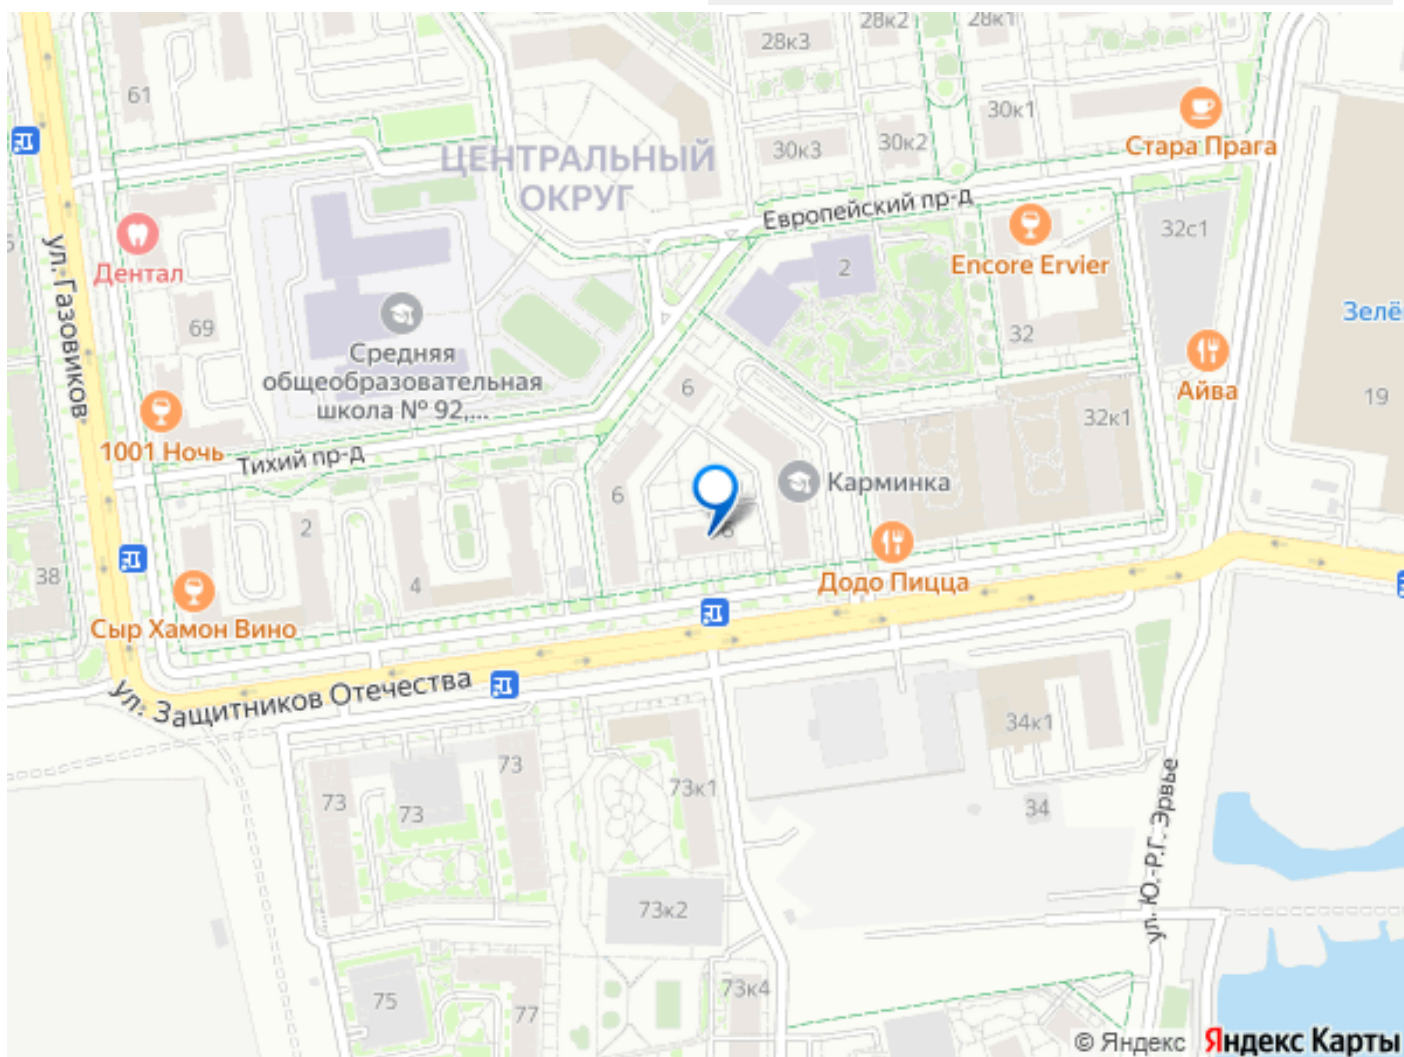 28к2
28к1
28к3
61
30к1
Стара Прага
30к3
30к2
ЦЕНТРАЛЬНЫЙ
ОКРУГ
Европейский пр-д
32с1
ул. Газовиков
Дентал
2
Encore Ervier
Зелё
69
32
Средняя
общеобразовательная
школа № 92,...
6
Айва
19
32к1
1001 Ночь
Тихий пр-д
Карминка
6
2
38
4
Додо Пицца
Сыр Хамон Вино
ул. Защитников Отечества
34к1
73
73
73
73к1
34
ул. Ю.-Р.Г. Эрвье
73к2
75
77
73к4
© Яндекс Яндекс Карты